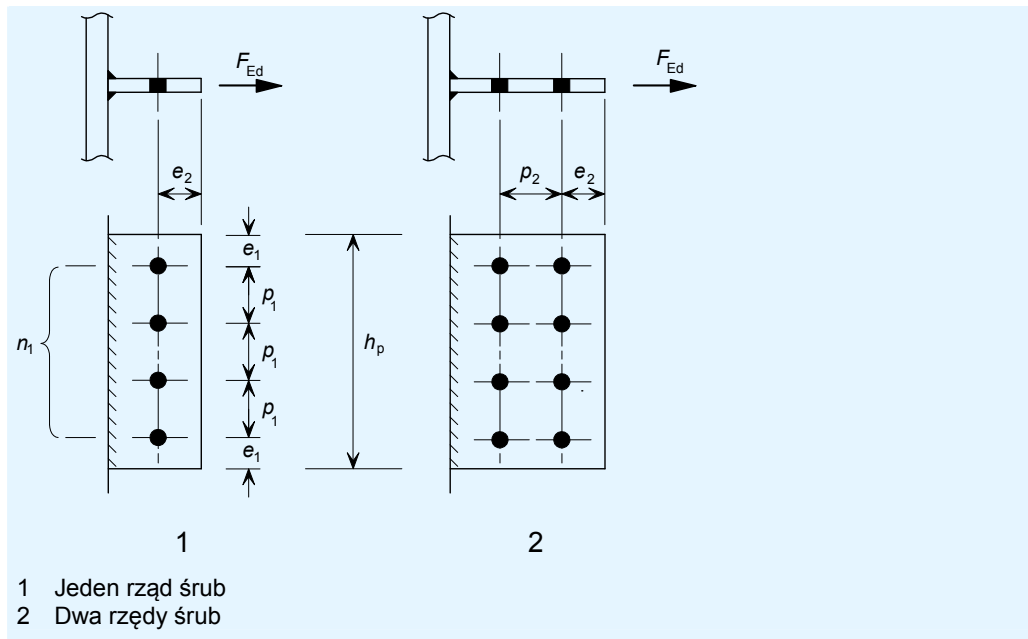 F_Ed
F_Ed
e_2
p_2
e_2
e_1
p_1
n_1
p_1
h_p
p_1
e_1
1
2
1 Jeden rząd śrub
2 Dwa rzędy śrub